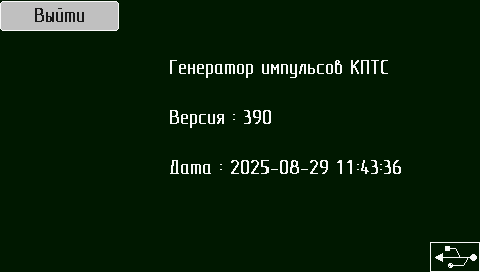 Выйти
Генератор импульсов КПТС
Версия : 390
Дата : 2025-08-29 11:43:36